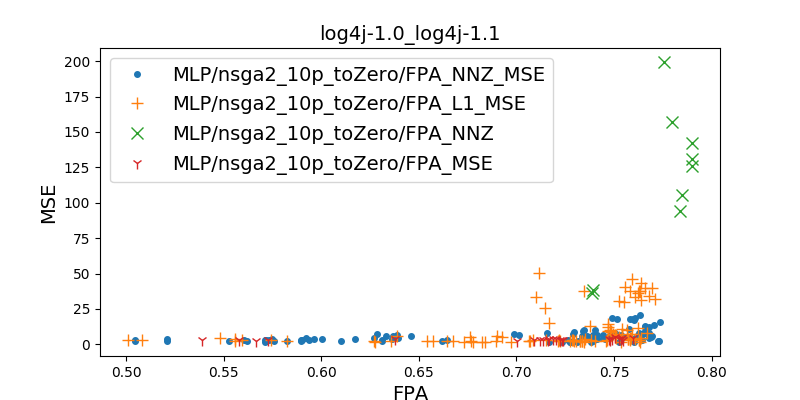 log4j-1.0_log4j-1.1
MLP/nsga2_10p_toZero/FPA_NNZ_MSE
MLP/nsga2_10p_toZero/FPA_L1_MSE
MLP/nsga2_10p_toZero/FPA_NNZ
MLP/nsga2_10p_toZero/FPA_MSE
MSE
200
175
150
125
100
75
50
25
0
0.50 0.55 0.60 0.65 0.70 0.75 0.80
FPA